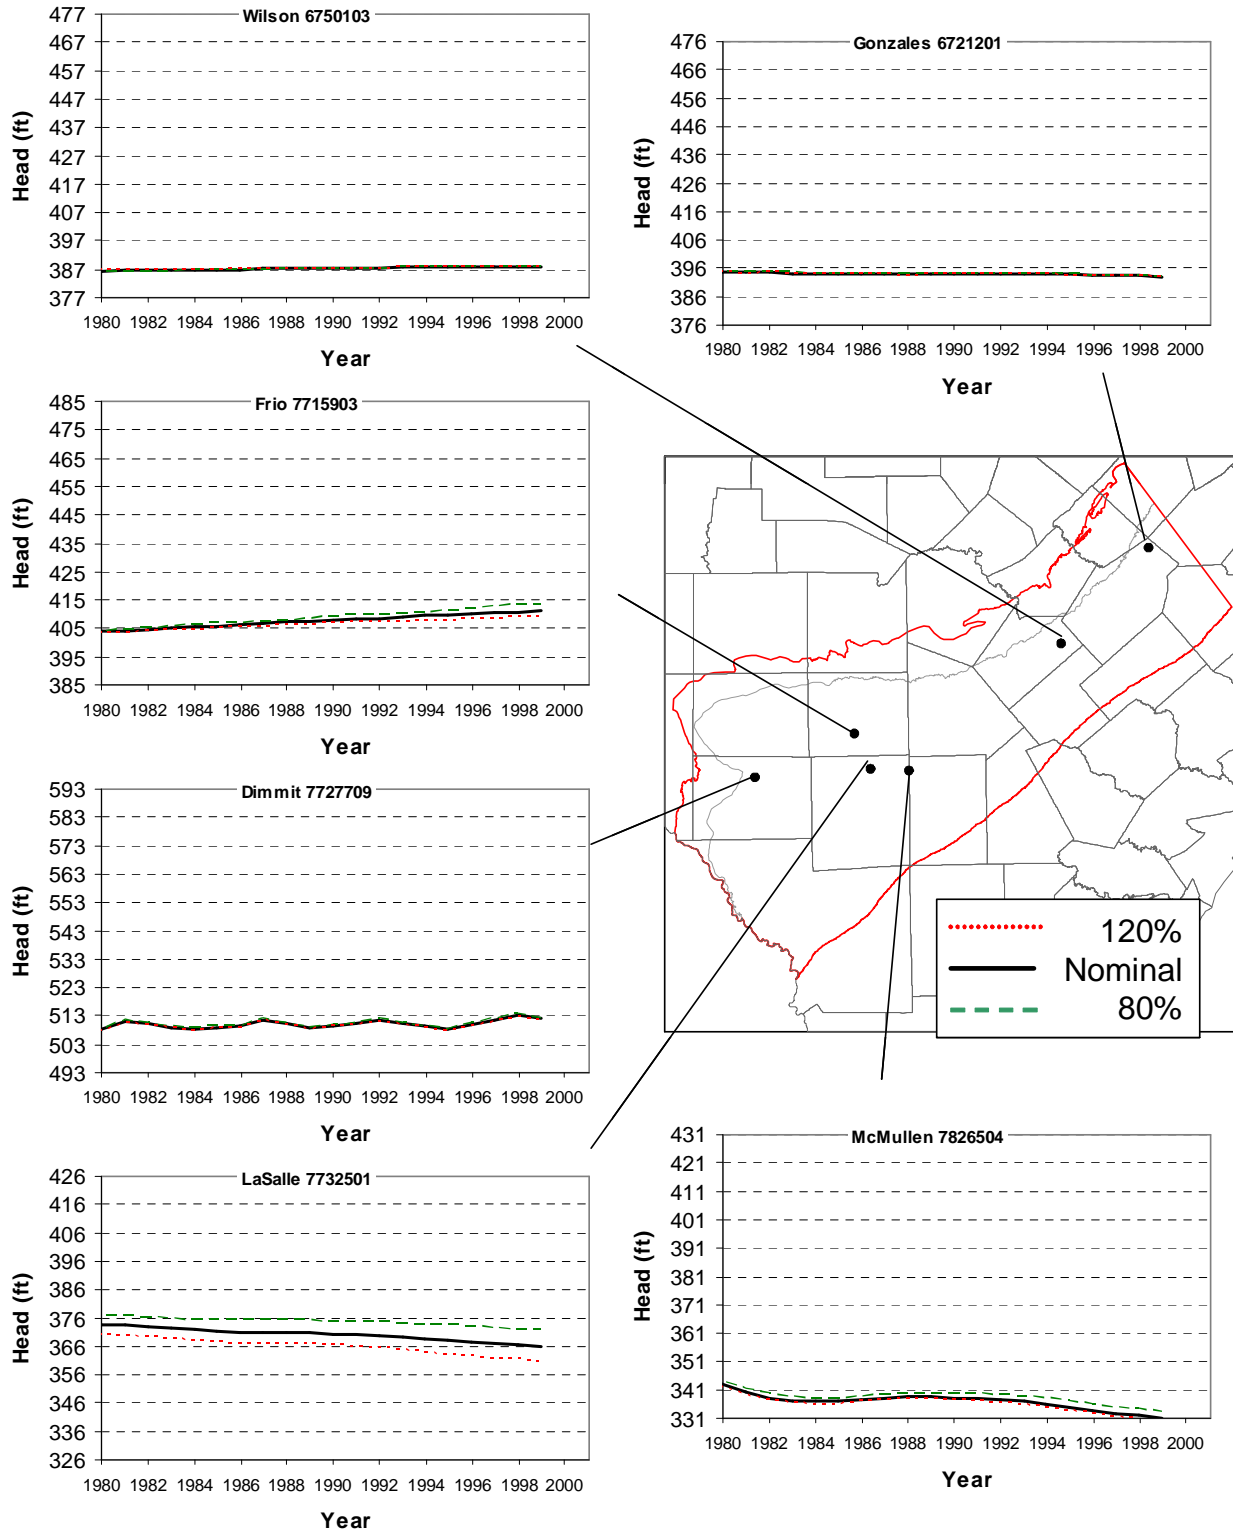 Wilson 6750103
477
467
457
447
437
427
417
407
397
387
377
Head (ft)
1980 1982 1984 1986 1988 1990 1992 1994 1996 1998 2000
Year
Gonzales 6721201
476
466
456
446
436
426
416
406
396
386
376
Head (ft)
1980 1982 1984 1986 1988 1990 1992 1994 1996 1998 2000
Year
Frio 7715903
485
475
465
455
445
435
425
415
405
395
385
Head (ft)
1980 1982 1984 1986 1988 1990 1992 1994 1996 1998 2000
Year
Dimmit 7727709
593
583
573
563
553
543
533
523
513
503
493
Head (ft)
1980 1982 1984 1986 1988 1990 1992 1994 1996 1998 2000
Year
120%
Nominal
80%
LaSalle 7732501
426
416
406
396
386
376
366
356
346
336
326
Head (ft)
1980 1982 1984 1986 1988 1990 1992 1994 1996 1998 2000
Year
McMullen 7826504
431
421
411
401
391
381
371
361
351
341
331
Head (ft)
1980 1982 1984 1986 1988 1990 1992 1994 1996 1998 2000
Year